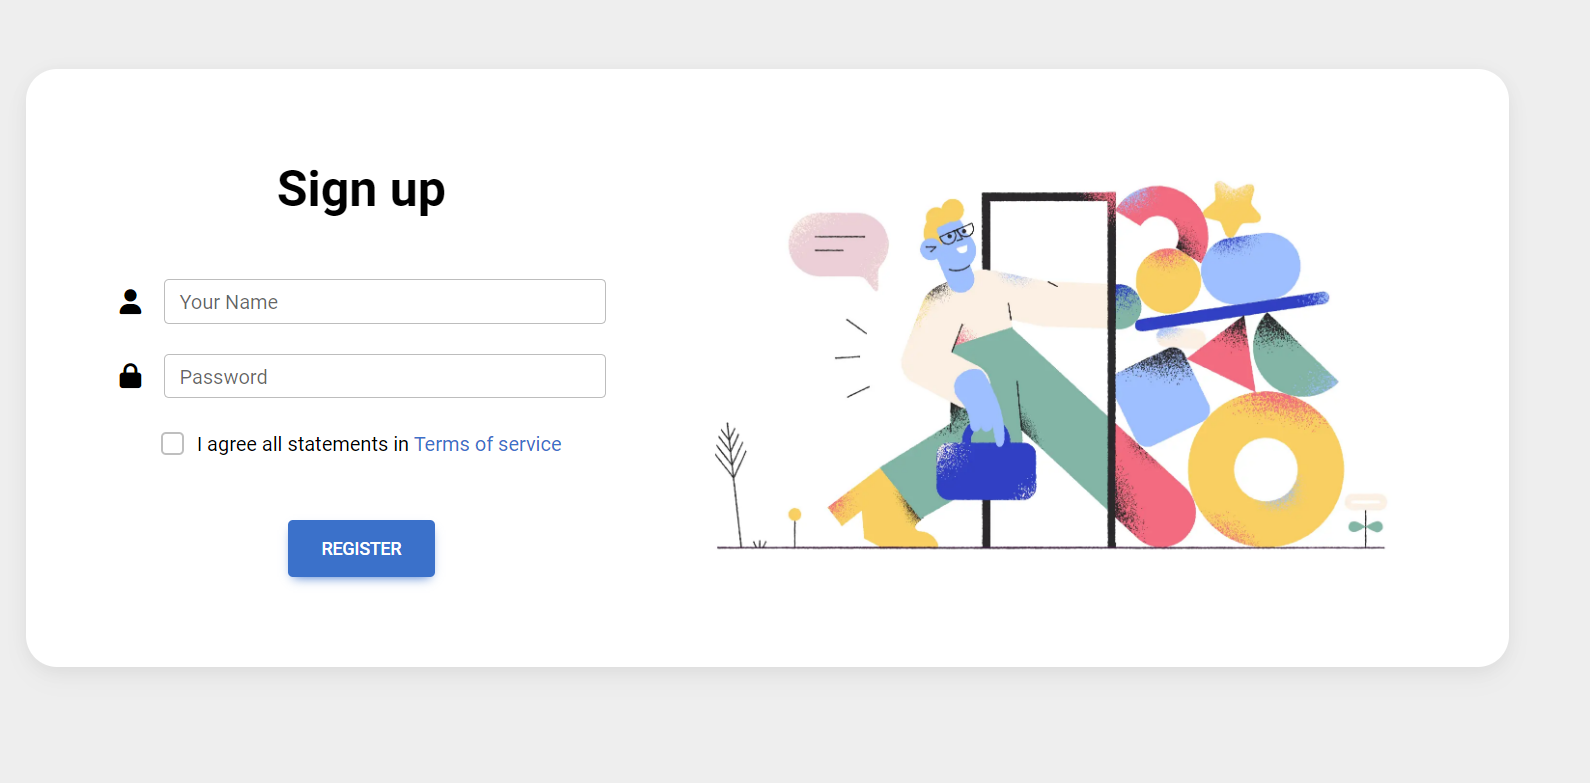 Sign up
Your Name
Password
I agree all statements in Terms of service
REGISTER